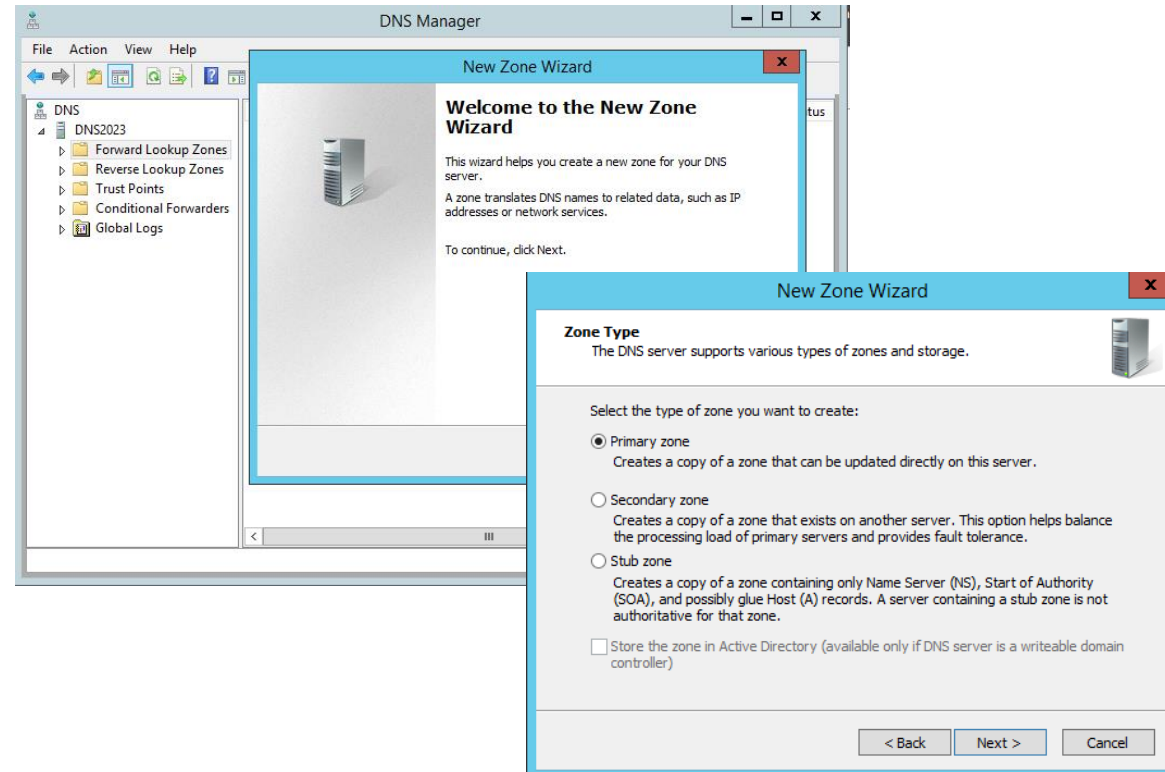 DNS Manager
File Action View Help
DNS
DNS2023
Forward Lookup Zones
Reverse Lookup Zones
Trust Points
Conditional Forwarders
Global Logs
tus
New Zone Wizard
x
Welcome to the New Zone
Wizard
This wizard helps you create a new zone for your DNS
server.
A zone translates DNS names to related data, such as IP
addresses or network services.
To continue, click Next.
New Zone Wizard
x
Zone Type
The DNS server supports various types of zones and storage.
Select the type of zone you want to create:
Primary zone
Creates a copy of a zone that can be updated directly on this server.
Secondary zone
Creates a copy of a zone that exists on another server. This option helps balance
the processing load of primary servers and provides fault tolerance.
Stub zone
Creates a copy of a zone containing only Name Server (NS), Start of Authority
(SOA), and possibly glue Host (A) records. A server containing a stub zone is not
authoritative for that zone.
Store the zone in Active Directory (available only if DNS server is a writeable domain
controller)
< Back Next > Cancel